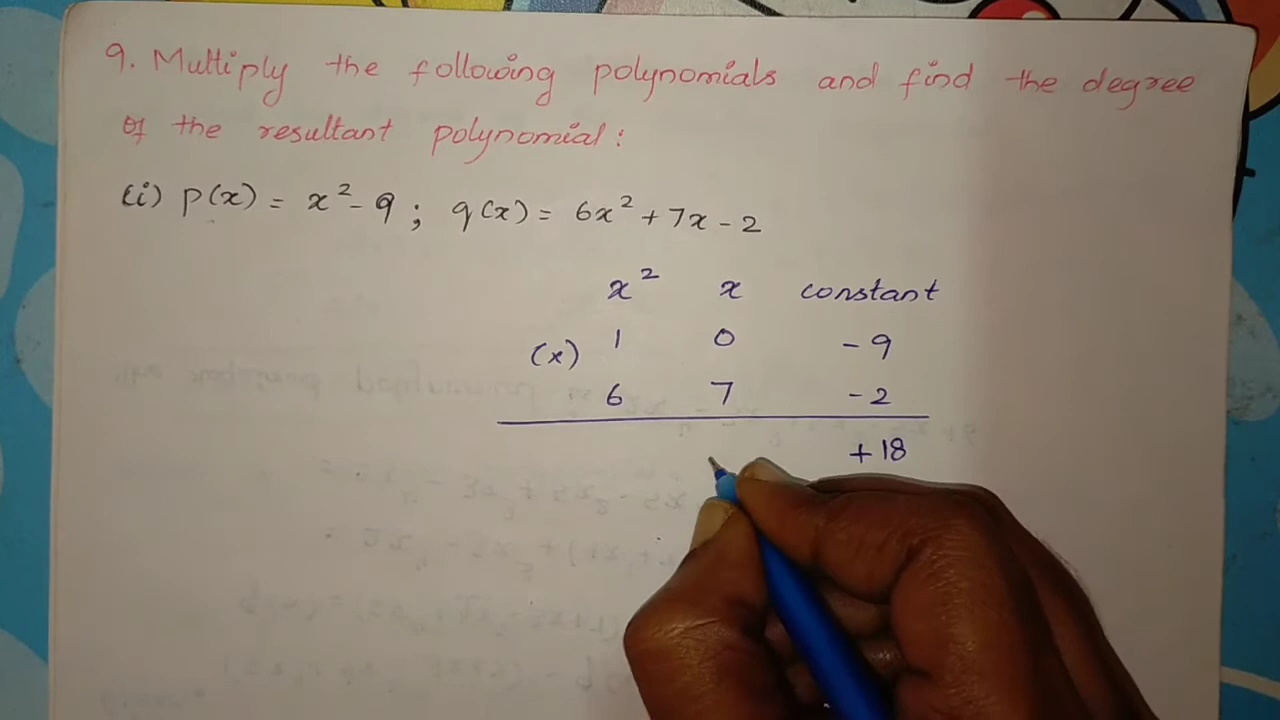 9. Multiply the following polynomials and find the degree
of the resultant polynomial:
(i) p(x) = x² - 9 ; q(x) = 6x² + 7x - 2
x² x constant
(x) 1 0 - 9
6 7 - 2
+ 18